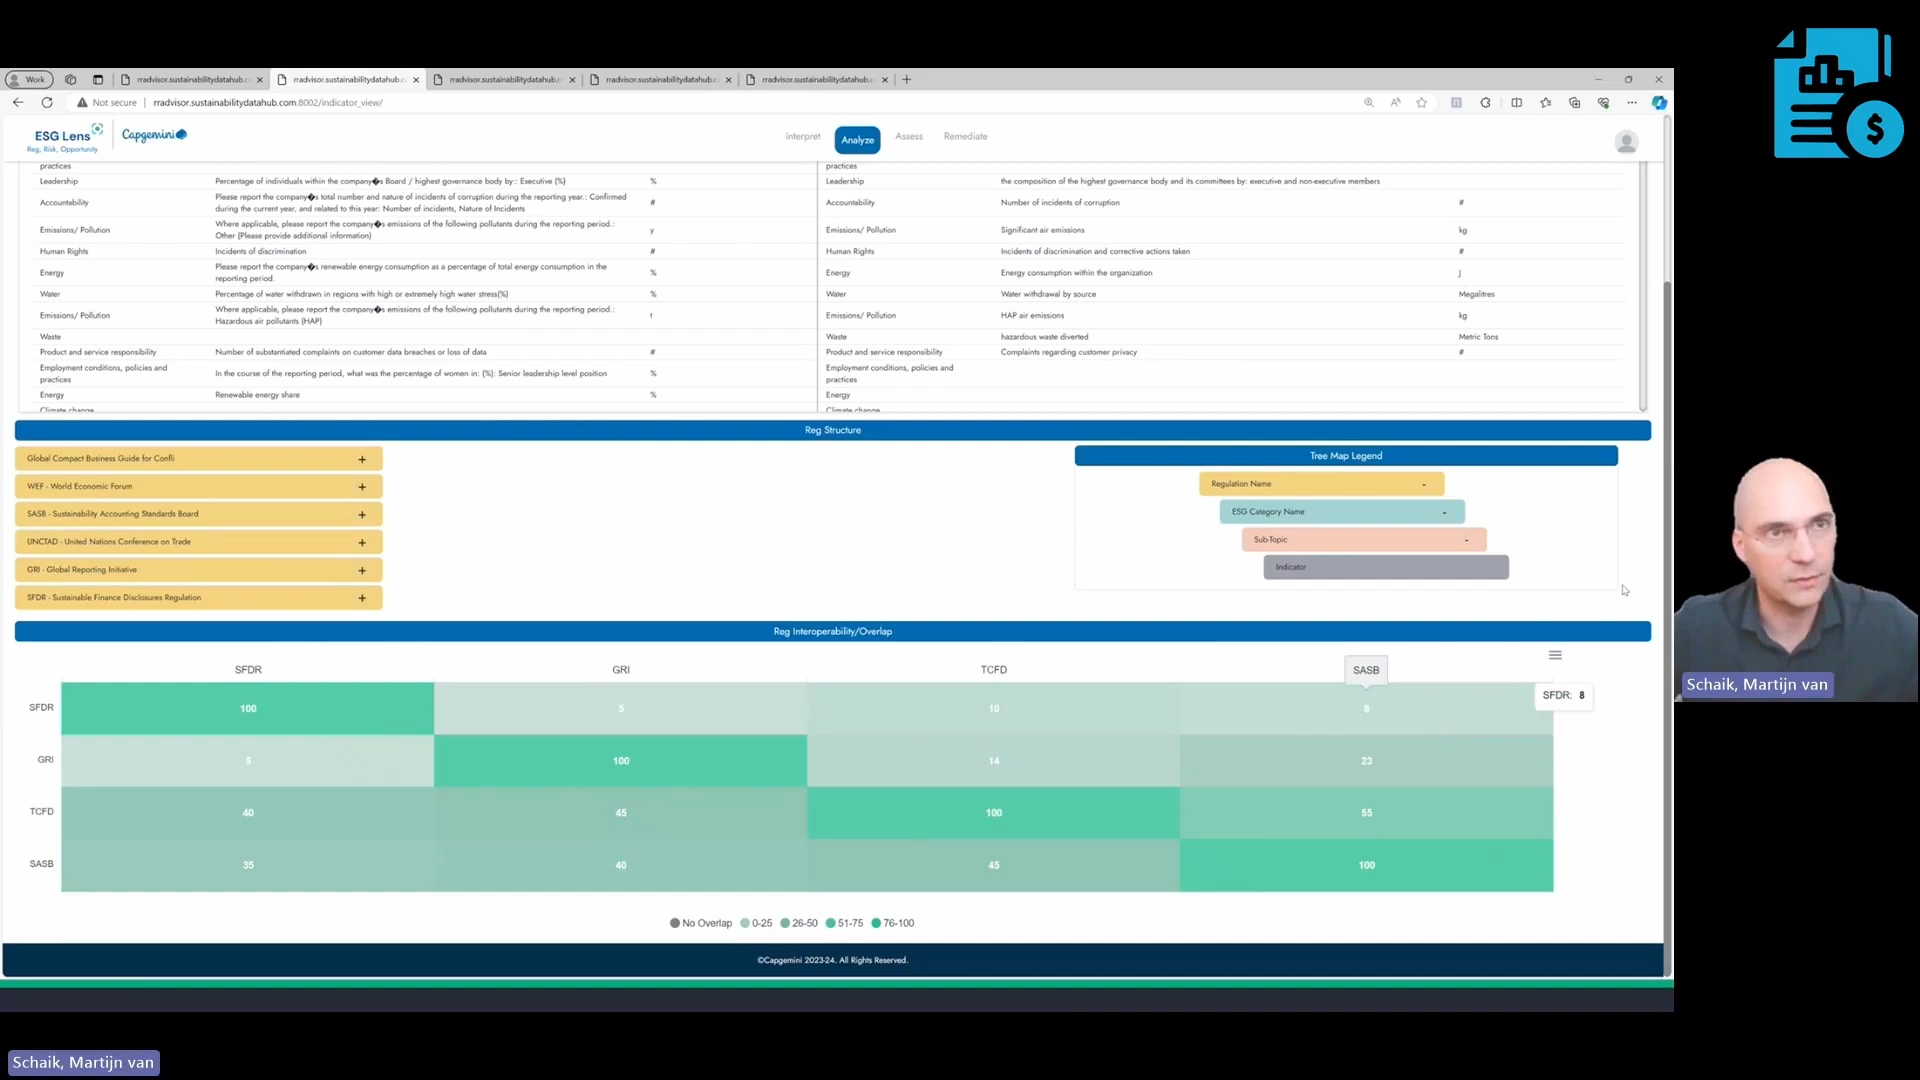 Work
rradvisor.sustainabilitydatahub.c
rradvisor.sustainabilitydatahub.c
rradvisor.sustainabilitydatahub.c
rradvisor.sustainabilitydatahub.c
rradvisor.sustainabilitydatahub.c
Not secure
rradvisor.sustainabilitydatahub.com:8002/indicator_view/
ESG Lens
Reg, Risk, Opportunity
Capgemini
Interpret
Analyze
Assess
Remediate
practices
practices
Leadership Percentage of individuals within the company�s Board / highest governance body by:: Executive (%) %
Leadership the composition of the highest governance body and its committees by: executive and non-executive members
Accountability
Please report the company�s total number and nature of incidents of corruption during the reporting year.: Confirmed
during the current year, and related to this year: Number of incidents, Nature of Incidents
#
Accountability Number of incidents of corruption #
Emissions/ Pollution
Where applicable, please report the company�s emissions of the following pollutants during the reporting period.:
Other (Please provide additional information)
y
Emissions/ Pollution Significant air emissions kg
Human Rights Incidents of discrimination #
Human Rights Incidents of discrimination and corrective actions taken #
Energy
Please report the company�s renewable energy consumption as a percentage of total energy consumption in the
reporting period.
%
Energy Energy consumption within the organization J
Water Percentage of water withdrawn in regions with high or extremely high water stress(%) %
Water Water withdrawal by source Megalitres
Emissions/ Pollution
Where applicable, please report the company�s emissions of the following pollutants during the reporting period.:
Hazardous air pollutants (HAP)
t
Emissions/ Pollution HAP air emissions kg
Waste
Waste hazardous waste diverted Metric Tons
Product and service responsibility Number of substantiated complaints on customer data breaches or loss of data #
Product and service responsibility Complaints regarding customer privacy #
Employment conditions, policies and
practices
In the course of the reporting period, what was the percentage of women in: (%): Senior leadership level position %
Employment conditions, policies and
practices
Energy Renewable energy share %
Energy
Climate change
Climate change
Reg Structure
Global Compact Business Guide for Confli +
WEF - World Economic Forum +
SASB - Sustainability Accounting Standards Board +
UNCTAD - United Nations Conference on Trade +
GRI - Global Reporting Initiative +
SFDR - Sustainable Finance Disclosures Regulation +
Tree Map Legend
Regulation Name -
ESG Category Name -
Sub-Topic -
Indicator
Reg Interoperability/Overlap
SFDR GRI TCFD SASB
SFDR 100 5 10 8
SFDR: 8
GRI 5 100 14 23
TCFD 40 45 100 55
SASB 35 40 45 100
No Overlap 0-25 26-50 51-75 76-100
©Capgemini 2023-24. All Rights Reserved.
$
Schaik, Martijn van
Schaik, Martijn van